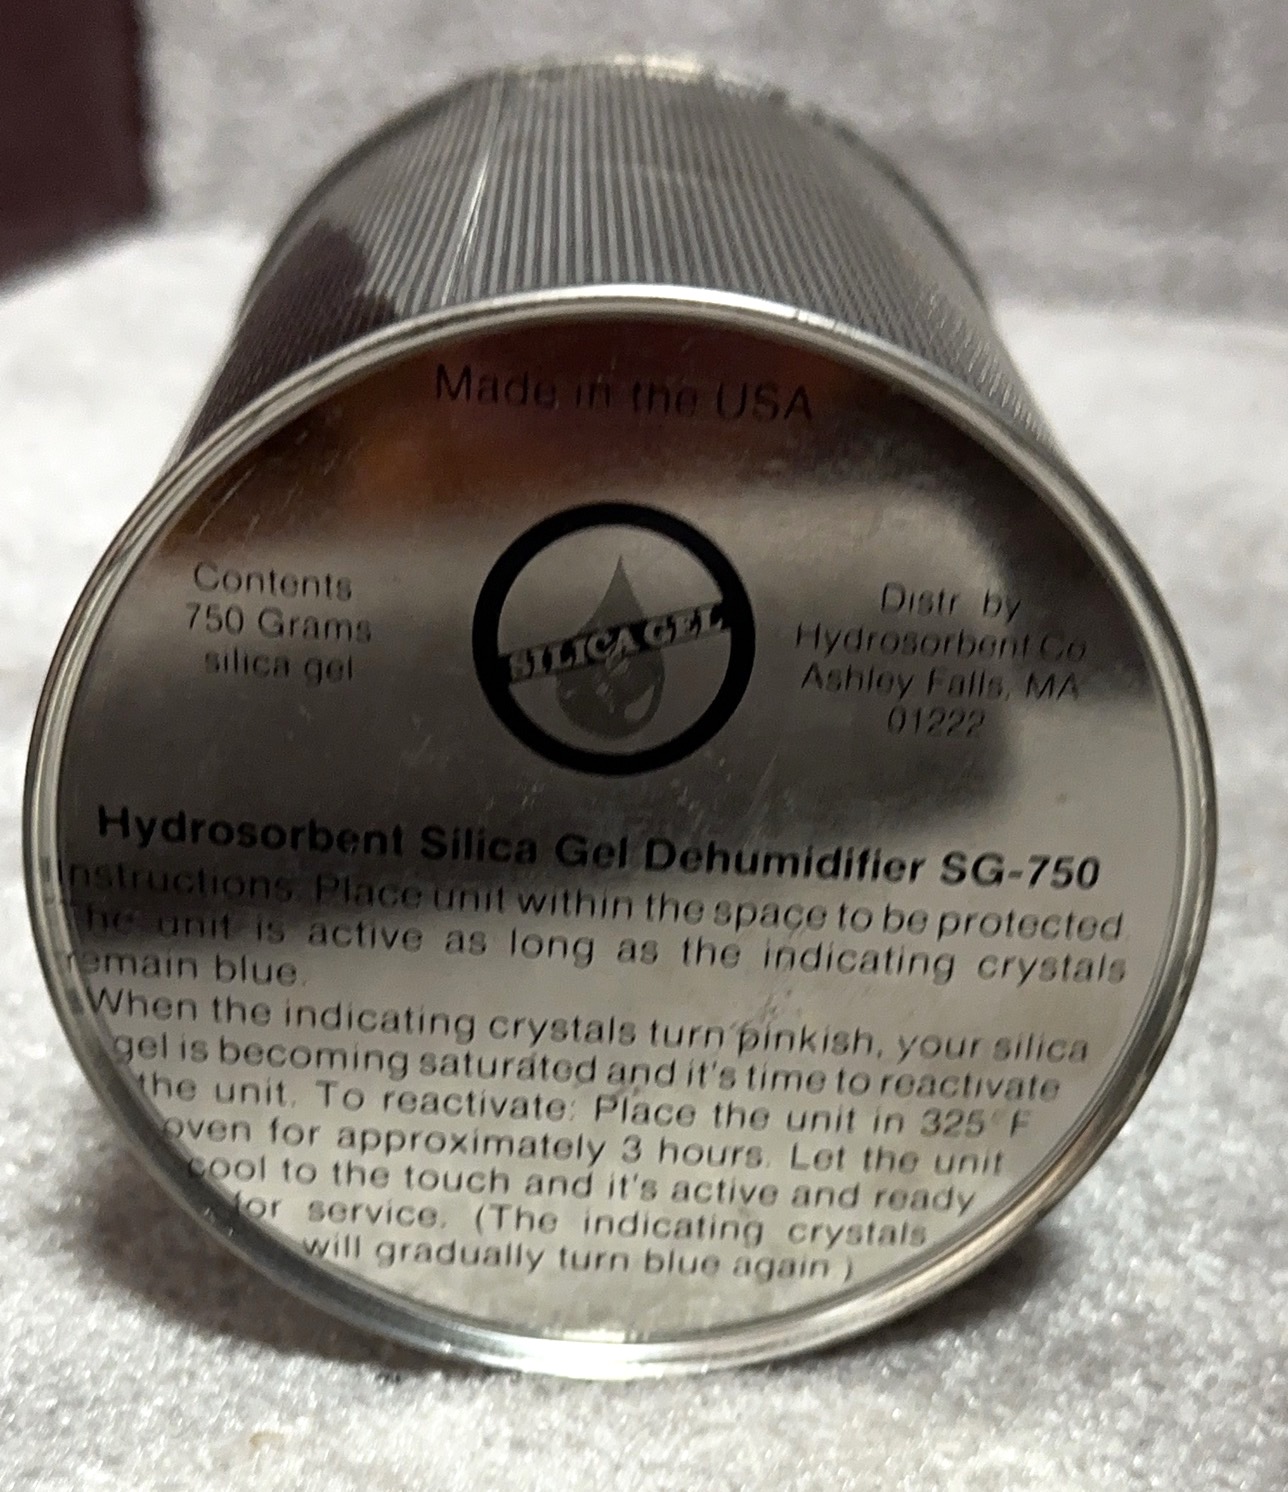 Made in the USA
Contents
750 Grams
silica gel
SILICA GEL
Distr by
Hydrosorbent Co
Ashley Falls, MA
01222
Hydrosorbent Silica Gel Dehumidifier SG-750
Instructions. Place unit within the space to be protected.
The unit is active as long as the indicating crystals
remain blue.
When the indicating crystals turn pinkish, your silica
gel is becoming saturated and it's time to reactivate
the unit. To reactivate: Place the unit in 325° F
oven for approximately 3 hours. Let the unit
cool to the touch and it's active and ready
for service. (The indicating crystals
will gradually turn blue again.)